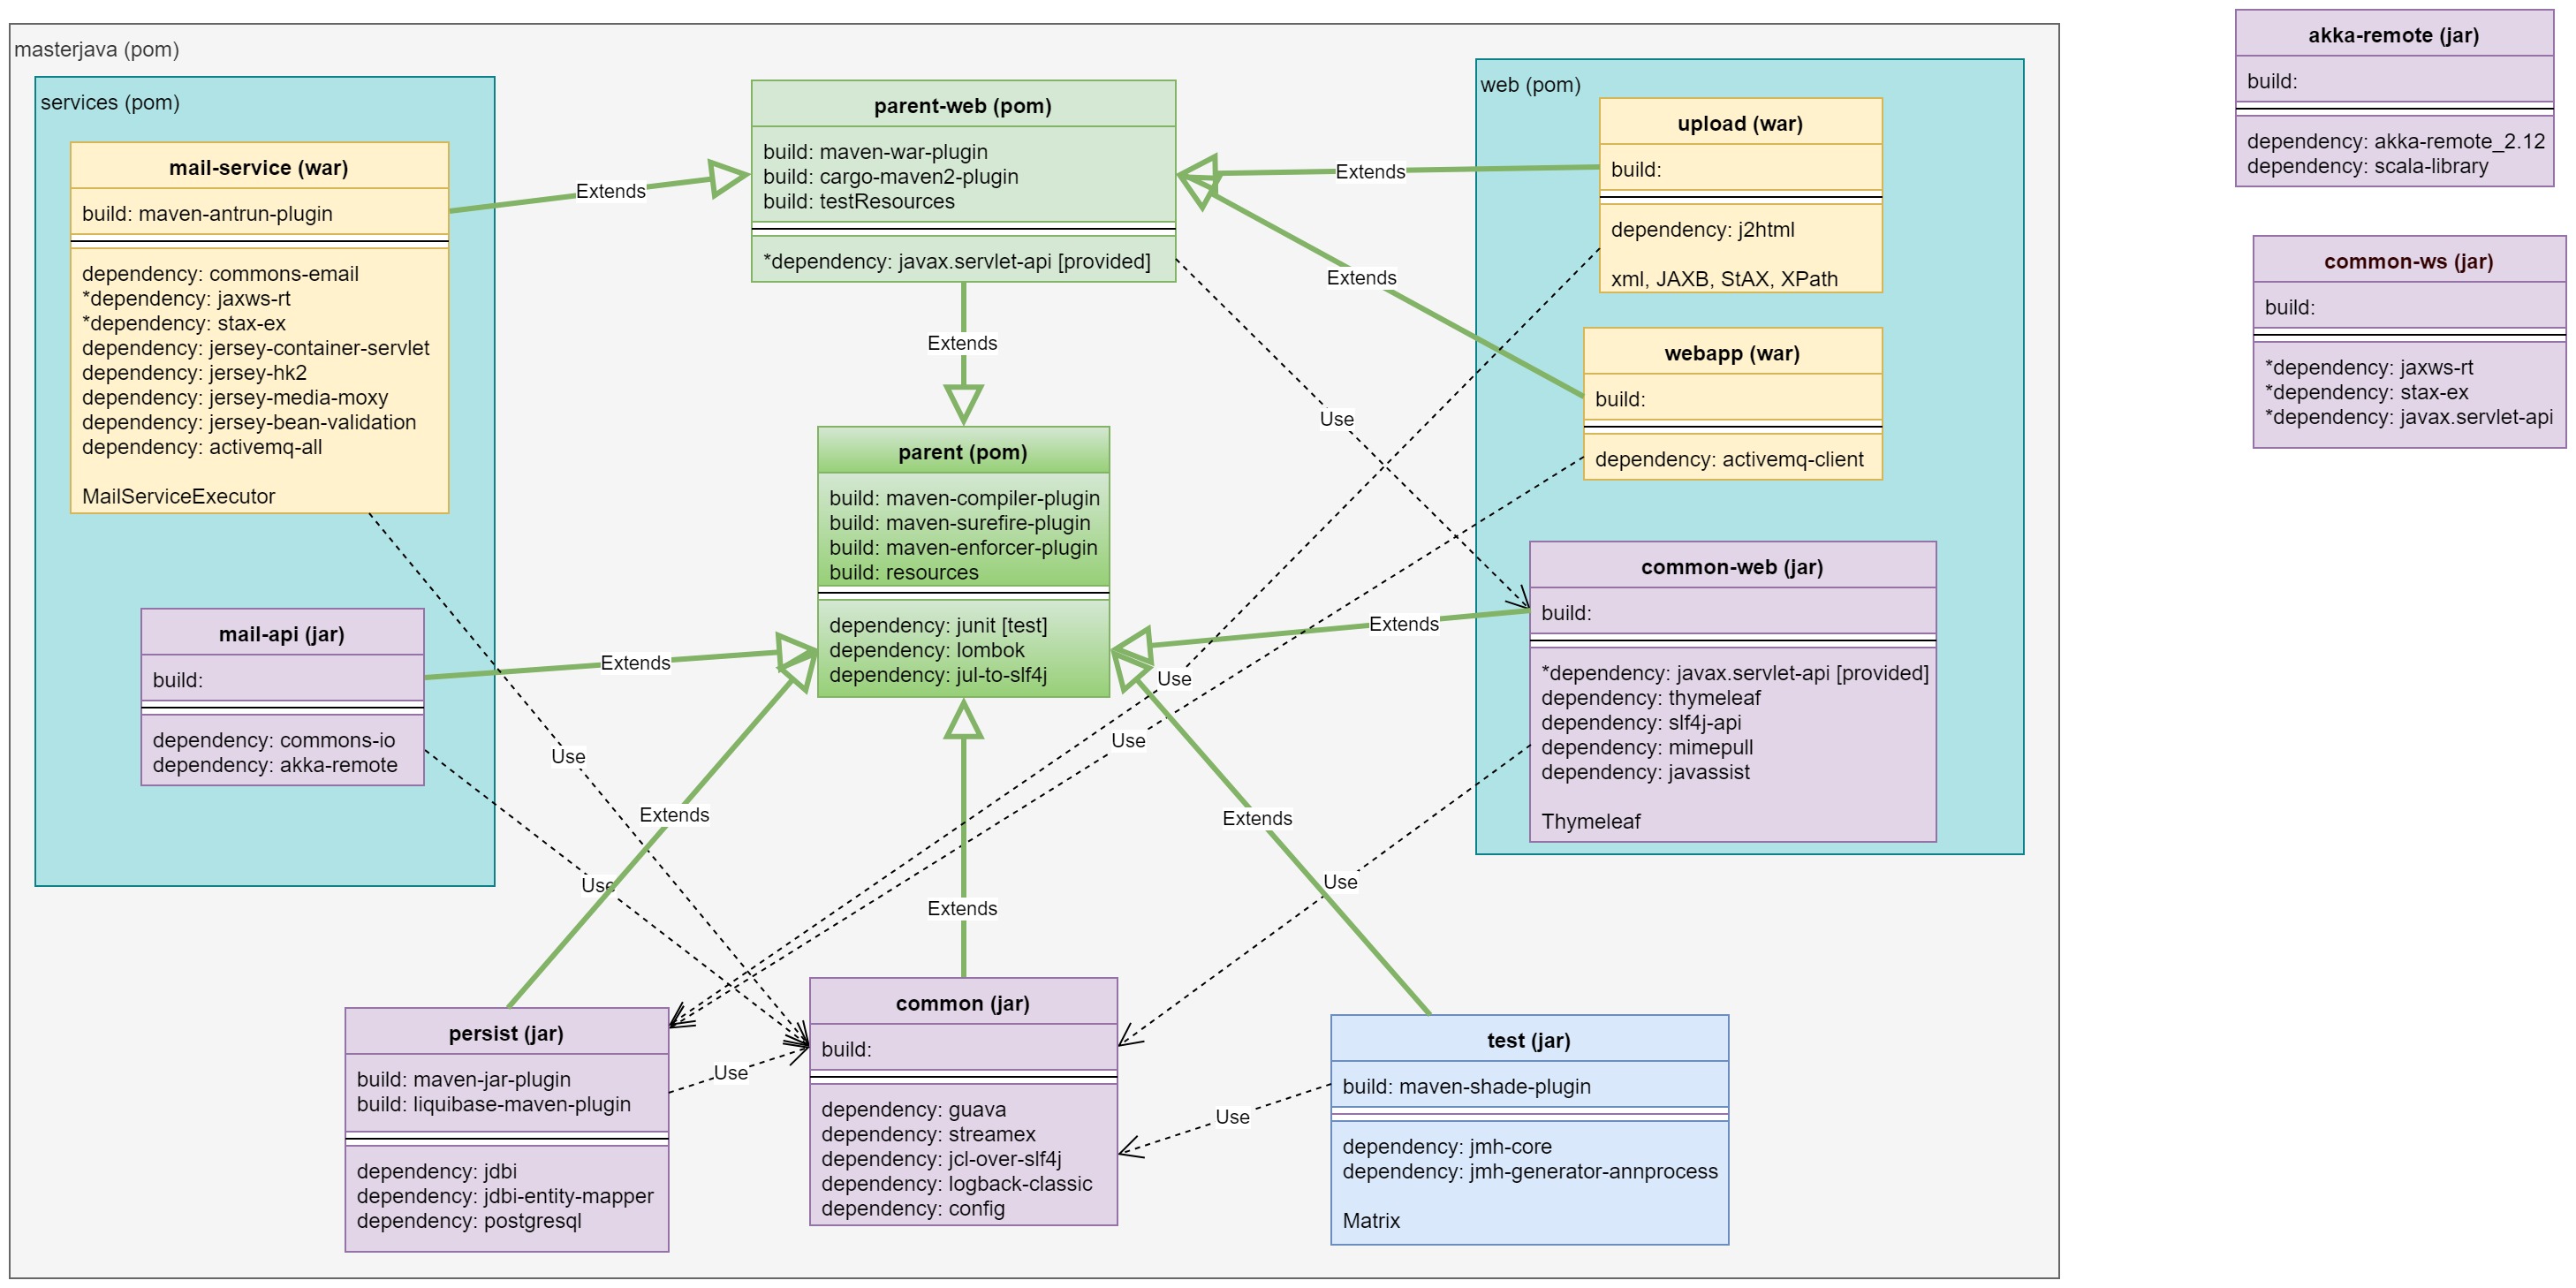 masterjava (pom)
services (pom)
mail-service (war)
build: maven-antrun-plugin
dependency: commons-email
*dependency: jaxws-rt
*dependency: stax-ex
dependency: jersey-container-servlet
dependency: jersey-hk2
dependency: jersey-media-moxy
dependency: jersey-bean-validation
dependency: activemq-all
MailServiceExecutor
mail-api (jar)
build:
dependency: commons-io
dependency: akka-remote
Extends
parent-web (pom)
build: maven-war-plugin
build: cargo-maven2-plugin
build: testResources
*dependency: javax.servlet-api [provided]
Extends
Extends
Extends
Use
parent (pom)
build: maven-compiler-plugin
build: maven-surefire-plugin
build: maven-enforcer-plugin
build: resources
dependency: junit [test]
dependency: lombok
dependency: jul-to-slf4j
Extends
Extends
Use
Use
Use
Extends
Extends
Use
Use
Extends
web (pom)
upload (war)
build:
dependency: j2html
xml, JAXB, StAX, XPath
webapp (war)
build:
dependency: activemq-client
common-web (jar)
build:
*dependency: javax.servlet-api [provided]
dependency: thymeleaf
dependency: slf4j-api
dependency: mimepull
dependency: javassist
Thymeleaf
persist (jar)
build: maven-jar-plugin
build: liquibase-maven-plugin
dependency: jdbi
dependency: jdbi-entity-mapper
dependency: postgresql
Use
common (jar)
build:
dependency: guava
dependency: streamex
dependency: jcl-over-slf4j
dependency: logback-classic
dependency: config
Use
test (jar)
build: maven-shade-plugin
dependency: jmh-core
dependency: jmh-generator-annprocess
Matrix
akka-remote (jar)
build:
dependency: akka-remote_2.12
dependency: scala-library
common-ws (jar)
build:
*dependency: jaxws-rt
*dependency: stax-ex
*dependency: javax.servlet-api